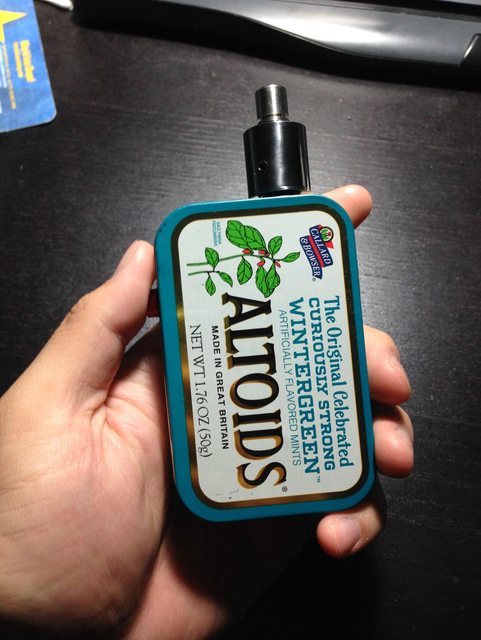 CALLARD
& BOWSER®
The Original Celebrated
CURIOUSLY STRONG
WINTERGREEN™
ARTIFICIALLY FLAVORED MINTS
ALTOIDS®
MADE IN GREAT BRITAIN
NET WT 1.76 OZ (50g)